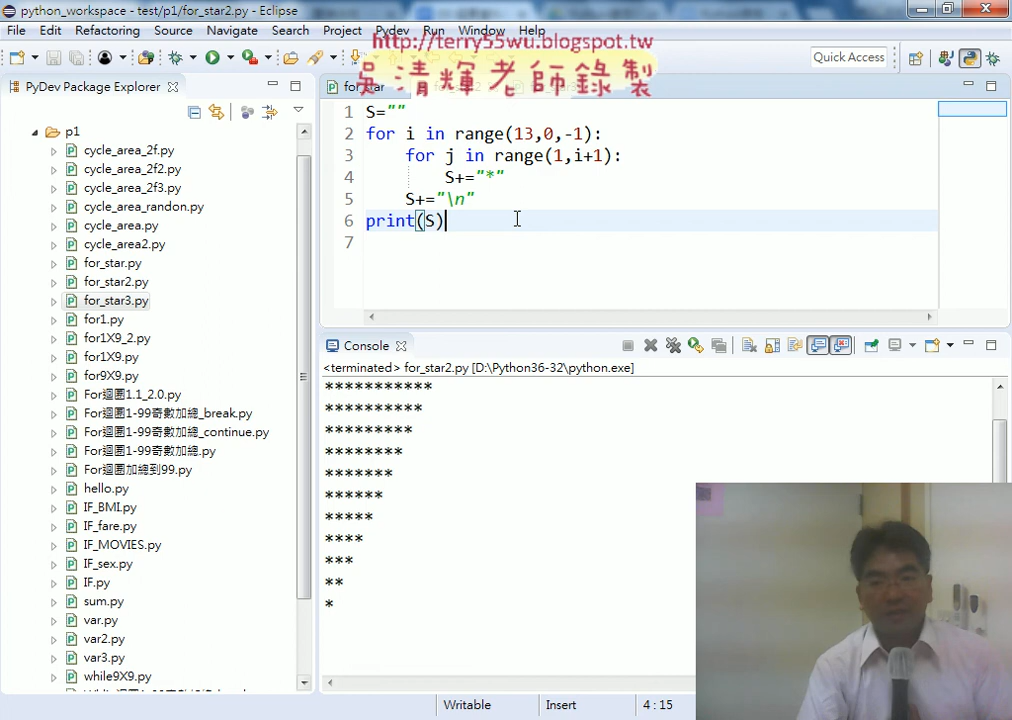 python_workspace - test/p1/for_star2.py - Eclipse
File Edit Refactoring Source Navigate Search Project Pydev Run Window Help
http://terry55wu.blogspot.tw
吳清輝老師錄製
Quick Access
PyDev Package Explorer
for_star
p1
cycle_area_2f.py
cycle_area_2f2.py
cycle_area_2f3.py
cycle_area_randon.py
cycle_area.py
cycle_area2.py
for_star.py
for_star2.py
for_star3.py
for1.py
for1X9_2.py
for1X9.py
for9X9.py
For迴圈1.1_2.0.py
For迴圈1-99奇數加總_break.py
For迴圈1-99奇數加總_continue.py
For迴圈1-99奇數加總.py
For迴圈加總到99.py
hello.py
IF_BMI.py
IF_fare.py
IF_MOVIES.py
IF_sex.py
IF.py
sum.py
var.py
var2.py
var3.py
while9X9.py
1 S=""
2 for i in range(13,0,-1):
3 for j in range(1,i+1):
4 S+="*"
5 S+="\n"
6 print(S)
7
Console
<terminated> for_star2.py [D:\Python36-32\python.exe]
***********
**********
*********
********
*******
******
*****
****
***
**
*
Writable Insert 4:15